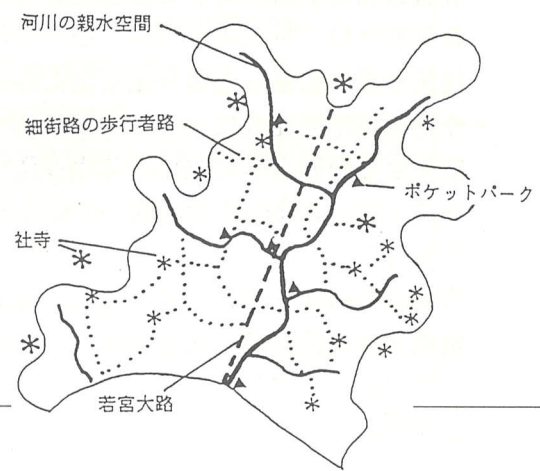 河川の親水空間
細街路の歩行者路
ポケットパーク
社寺
若宮大路